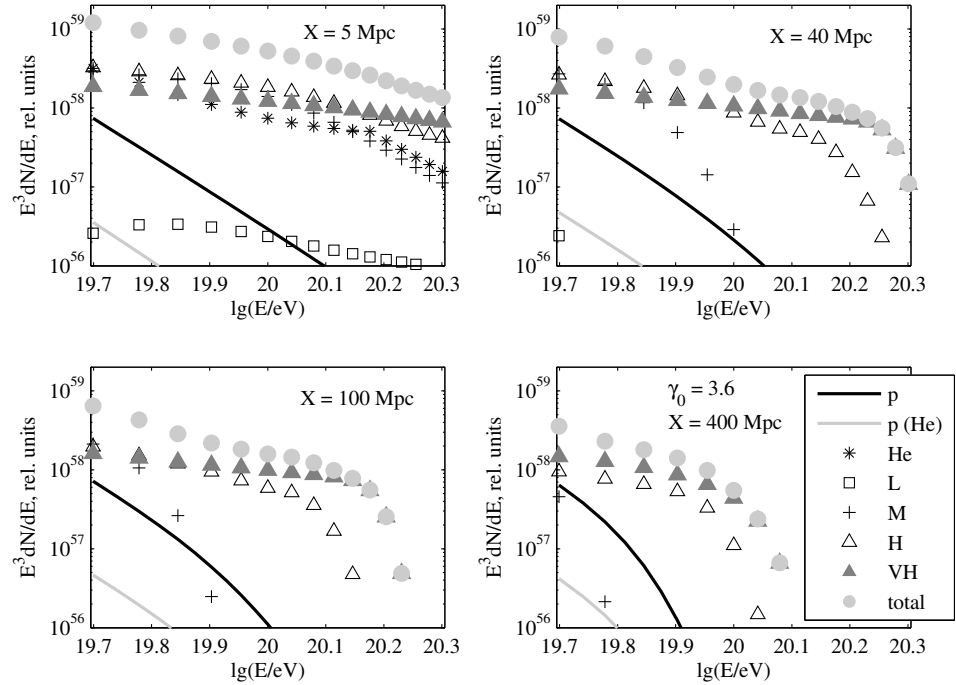 10^59
10^58
10^57
10^56
E^3dN/dE, rel. units
X = 5 Mpc
19.7 19.8 19.9 20 20.1 20.2 20.3
lg(E/eV)
10^59
10^58
10^57
10^56
E^3dN/dE, rel. units
X = 40 Mpc
19.7 19.8 19.9 20 20.1 20.2 20.3
lg(E/eV)
10^59
10^58
10^57
10^56
E^3dN/dE, rel. units
X = 100 Mpc
19.7 19.8 19.9 20 20.1 20.2 20.3
lg(E/eV)
10^59
10^58
10^57
10^56
E^3dN/dE, rel. units
γ_0 = 3.6
X = 400 Mpc
19.7 19.8 19.9 20 20.1 20.2 20.3
lg(E/eV)
p
p (He)
He
L
M
H
VH
total